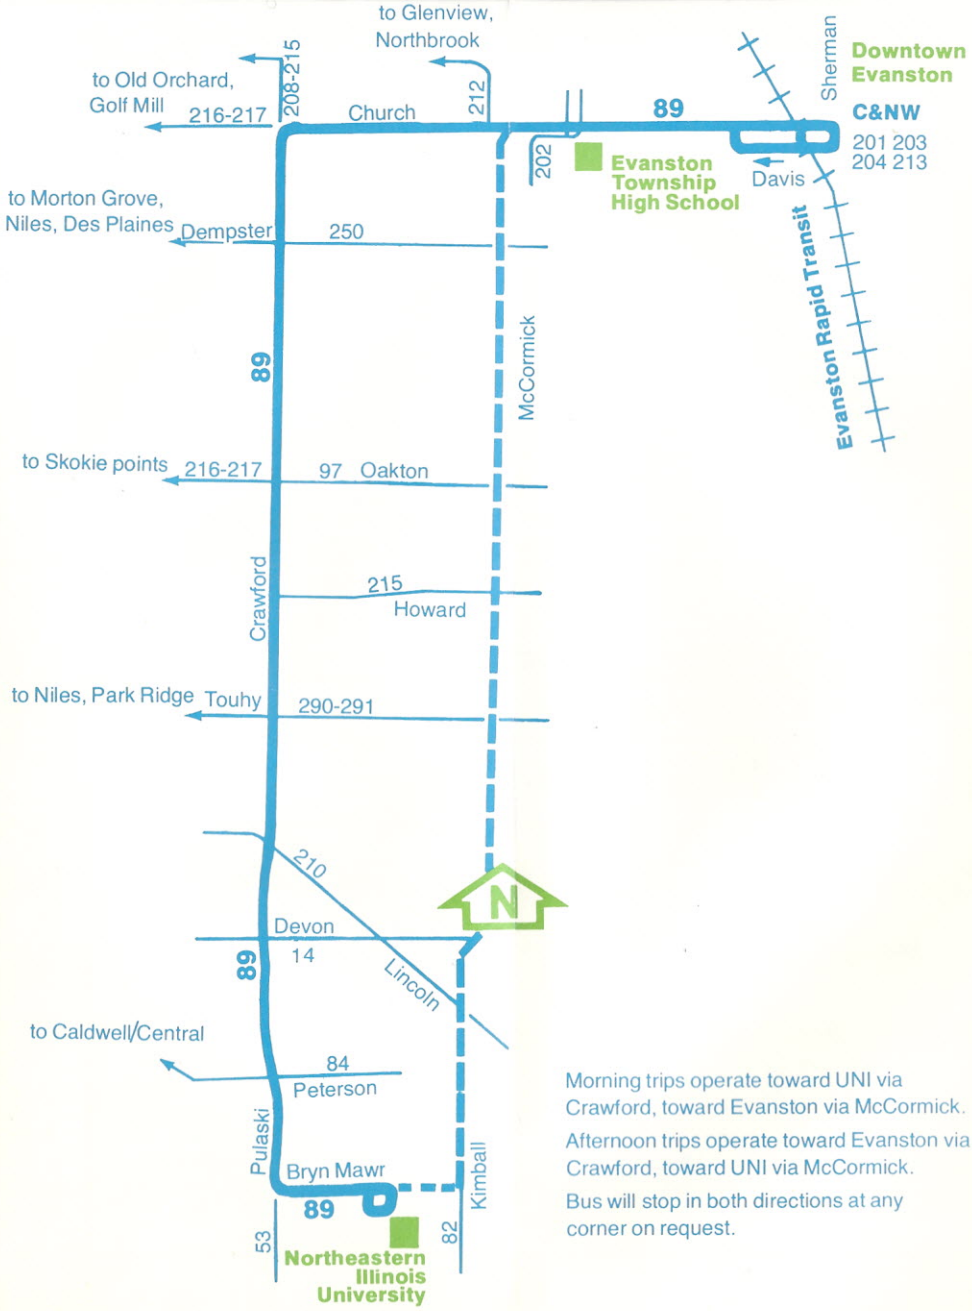 to Glenview,
Northbrook
Sherman
Downtown
Evanston
to Old Orchard,
Golf Mill
208-215
212
216-217
Church
89
C&NW
201 203
204 213
202
Evanston
Township
High School
Davis
to Morton Grove,
Niles, Des Plaines
Dempster
250
Evanston Rapid Transit
89
McCormick
to Skokie points
216-217
97 Oakton
Crawford
215
Howard
to Niles, Park Ridge
Touhy
290-291
210
N
Devon
14
89
Lincoln
to Caldwell/Central
84
Peterson
Morning trips operate toward UNI via
Crawford, toward Evanston via McCormick.
Afternoon trips operate toward Evanston via
Crawford, toward UNI via McCormick.
Bus will stop in both directions at any
corner on request.
Pulaski
Bryn Mawr
Kimball
89
53
82
Northeastern
Illinois
University